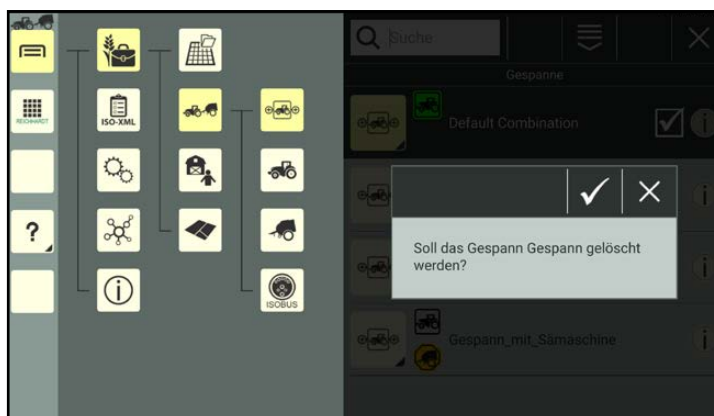 Suche
Gespanne
REICHHARDT
ISO-XML
Default Combination
?
Soll das Gespann Gespann gelöscht
werden?
ISOBUS
Gespann_mit_Sämaschine